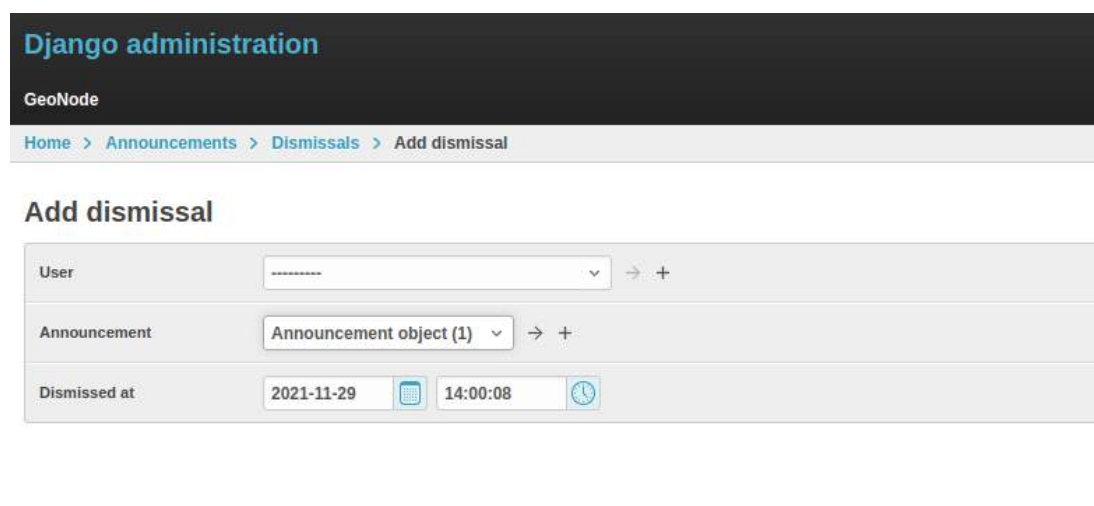 Django administration
GeoNode
Home > Announcements > Dismissals > Add dismissal
Add dismissal
User ---------
Announcement Announcement object (1)
Dismissed at 2021-11-29 14:00:08